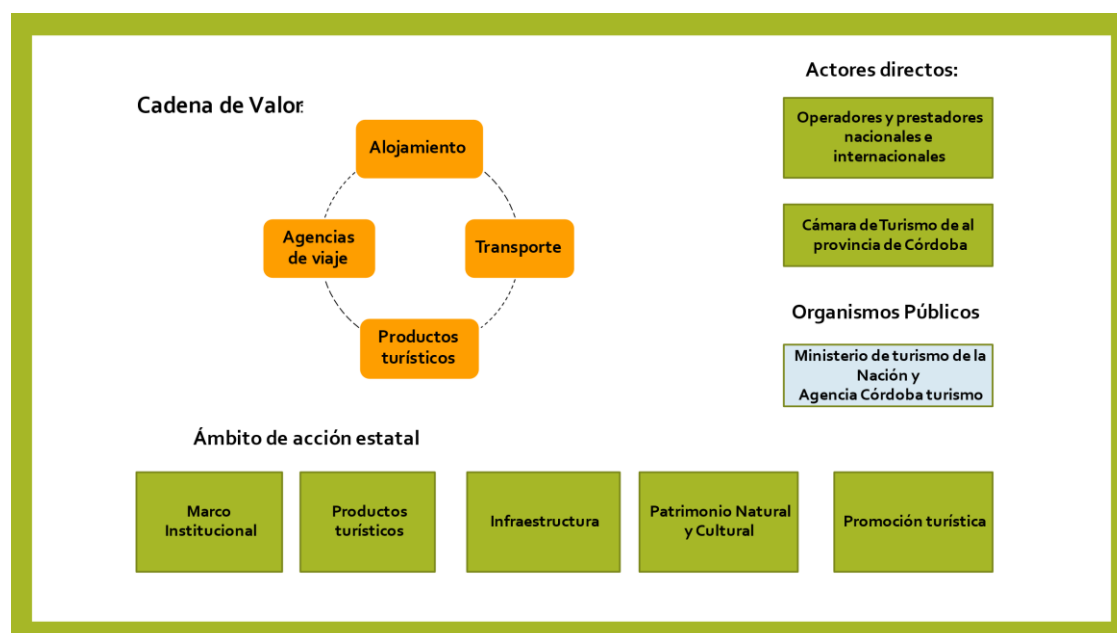 Actores directos:
Cadena de Valor:
Operadores y prestadores
nacionales e
internacionales
Alojamiento
Cámara de Turismo de al
provincia de Córdoba
Agencias
de viaje
Transporte
Organismos Públicos
Productos
turísticos
Ministerio de turismo de la
Nación y
Agencia Córdoba turismo
Ámbito de acción estatal
Marco
Institucional
Productos
turísticos
Infraestructura
Patrimonio Natural
y Cultural
Promoción turística